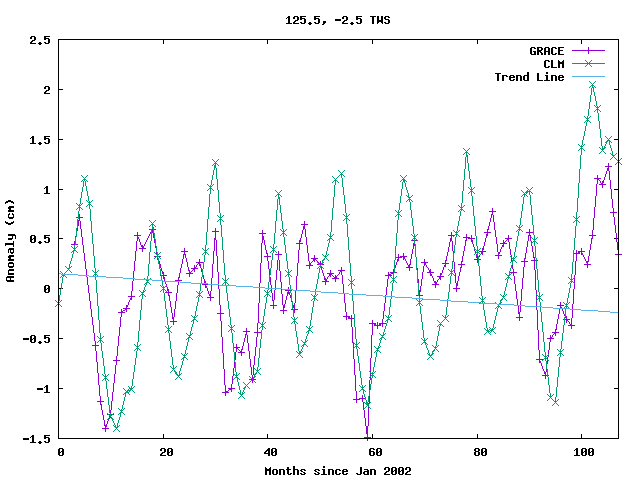 125.5, -2.5 TWS
GRACE
CLM
Trend Line
2.5
2
1.5
1
0.5
0
-0.5
-1
-1.5
Anomaly (cm)
0 20 40 60 80 100
Months since Jan 2002